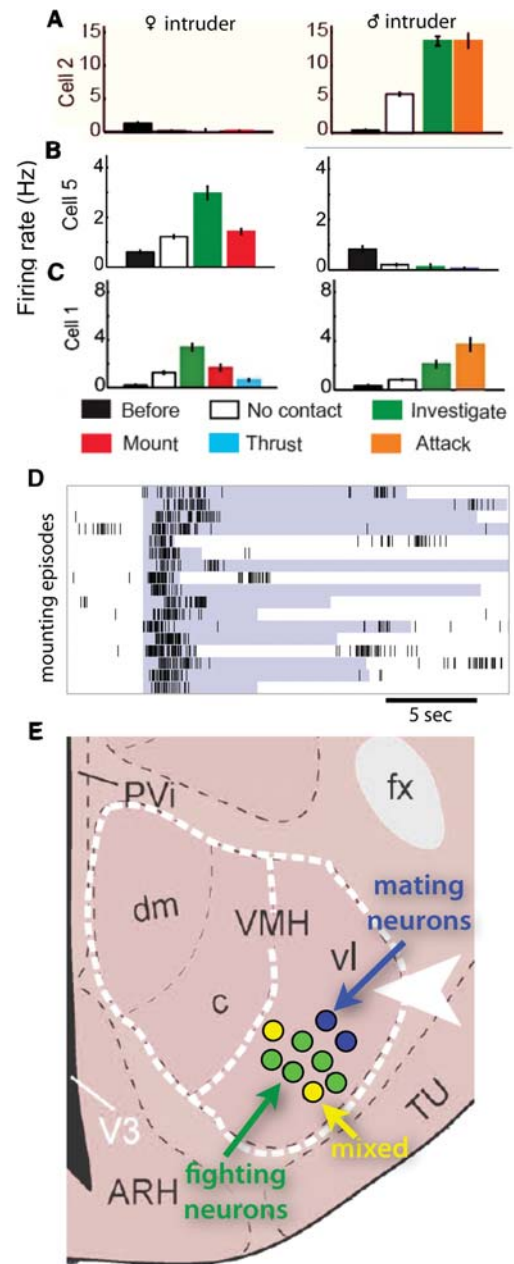 A ♀ intruder ♂ intruder
15
10
5
0
15
10
5
0
Cell 2
B
4
2
0
4
2
0
Cell 5
Firing rate (Hz)
C
8
4
0
8
4
0
Cell 1
Before No contact Investigate
Mount Thrust Attack
D
mounting episodes
5 sec
E
PVi
fx
dm
VMH
mating
neurons
vl
c
V3
TU
mixed
fighting
neurons
ARH